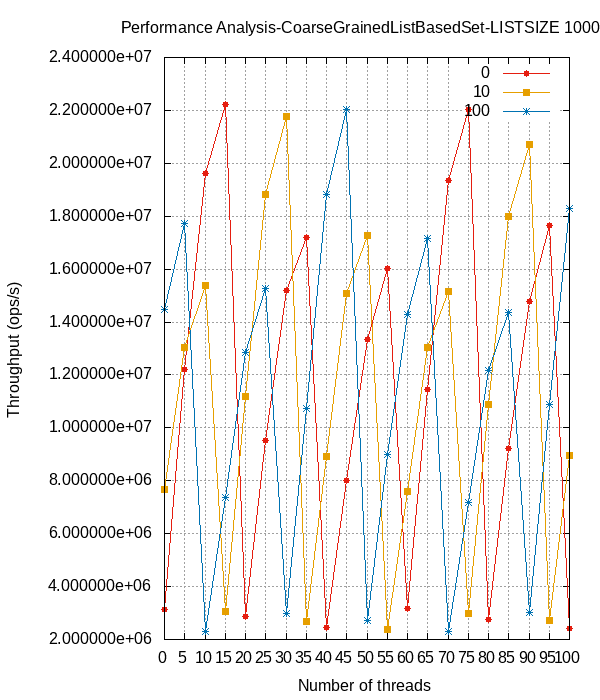 Performance Analysis-CoarseGrainedListBasedSet-LISTSIZE 1000
2.400000e+07
2.200000e+07
2.000000e+07
1.800000e+07
1.600000e+07
1.400000e+07
1.200000e+07
1.000000e+07
8.000000e+06
6.000000e+06
4.000000e+06
2.000000e+06
Throughput (ops/s)
0
10
100
0 5 10 15 20 25 30 35 40 45 50 55 60 65 70 75 80 85 90 95 100
Number of threads